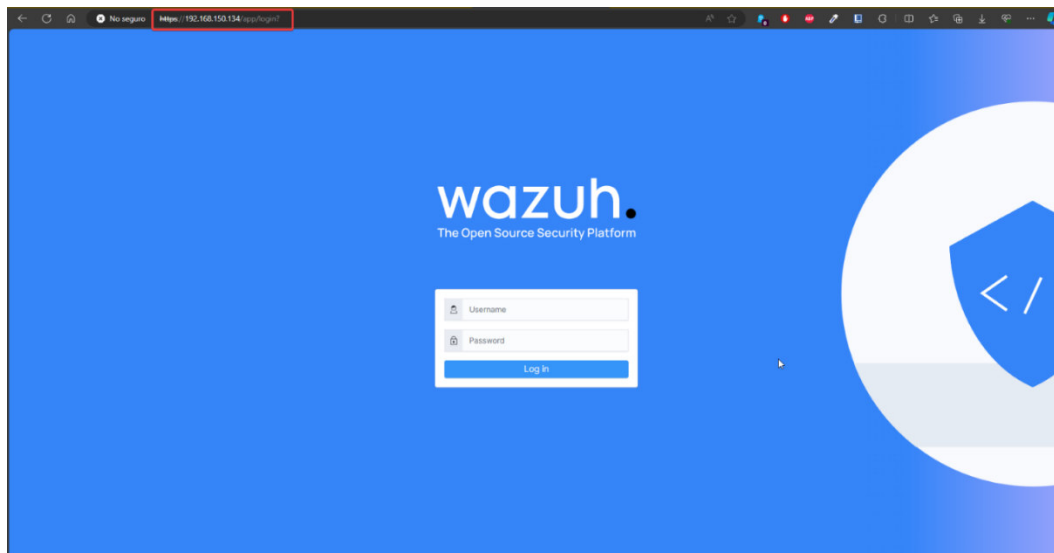 No seguro https://192.168.150.134/app/login?
wazuh.
The Open Source Security Platform
Username
Password
Log in
</ />